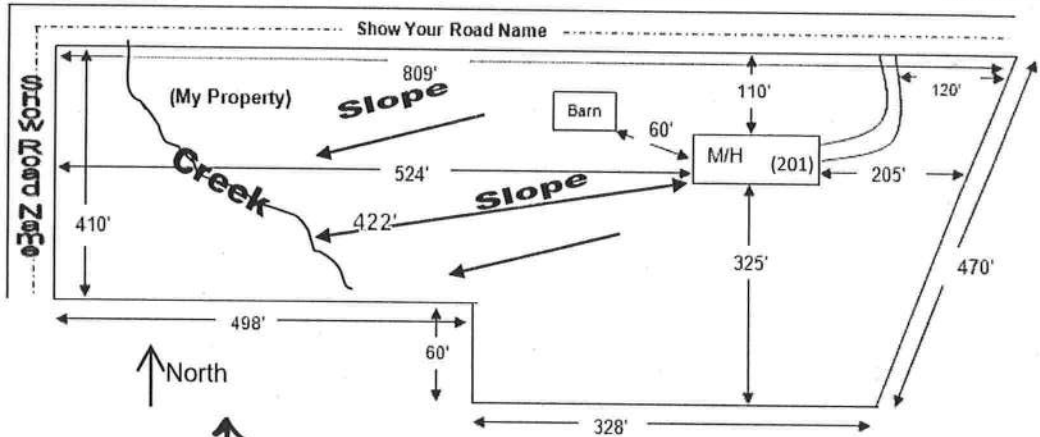 Show Your Road Name
809'
(My Property)
Slope
Barn
110'
120'
60'
Show Road Name
M/H (201)
Creek
524'
205'
Slope
422'
410'
325'
470'
498'
60'
North
328'